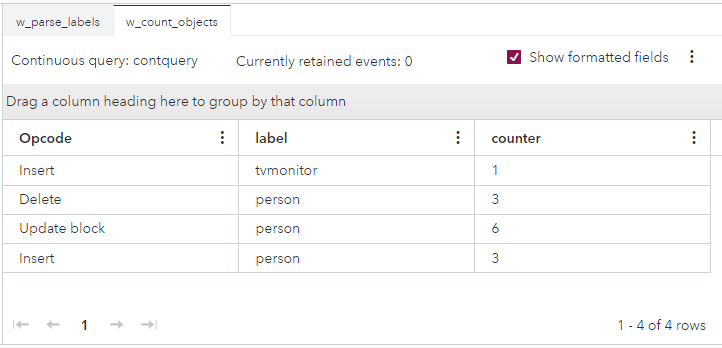 w_parse_labels w_count_objects
Continuous query: contquery Currently retained events: 0 Show formatted fields
Drag a column heading here to group by that column
Opcode label counter
Insert tvmonitor 1
Delete person 3
Update block person 6
Insert person 3
1 1 - 4 of 4 rows